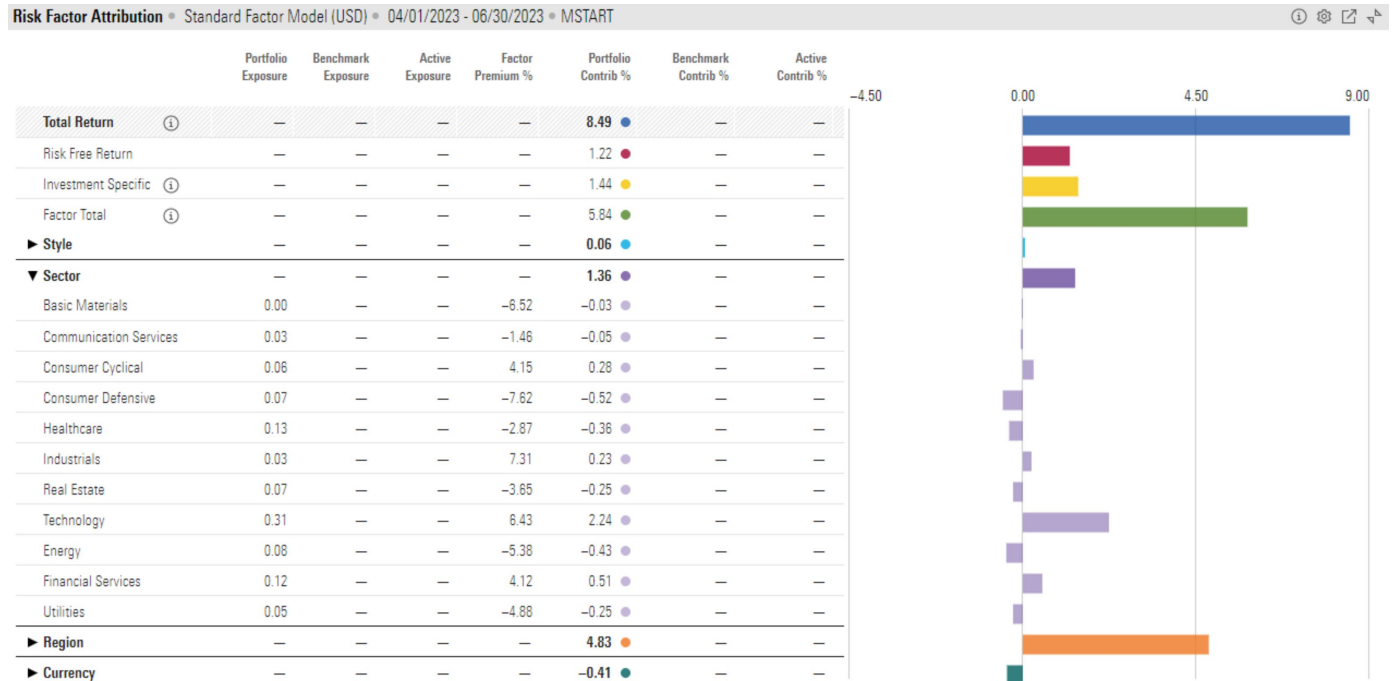 Risk Factor Attribution • Standard Factor Model (USD) • 04/01/2023 - 06/30/2023 • MSTART
Portfolio Exposure Benchmark Exposure Active Exposure Factor Premium % Portfolio Contrib % Benchmark Contrib % Active Contrib %
−4.50 0.00 4.50 9.00
Total Return — — — — 8.49 — —
Risk Free Return — — — — 1.22 — —
Investment Specific — — — — 1.44 — —
Factor Total — — — — 5.84 — —
▶ Style — — — — 0.06 — —
▼ Sector — — — — 1.36 — —
Basic Materials 0.00 — — −6.52 −0.03 — —
Communication Services 0.03 — — −1.46 −0.05 — —
Consumer Cyclical 0.06 — — 4.15 0.28 — —
Consumer Defensive 0.07 — — −7.62 −0.52 — —
Healthcare 0.13 — — −2.87 −0.36 — —
Industrials 0.03 — — 7.31 0.23 — —
Real Estate 0.07 — — −3.65 −0.25 — —
Technology 0.31 — — 6.43 2.24 — —
Energy 0.08 — — −5.38 −0.43 — —
Financial Services 0.12 — — 4.12 0.51 — —
Utilities 0.05 — — −4.88 −0.25 — —
▶ Region — — — — 4.83 — —
▶ Currency — — — — −0.41 — —